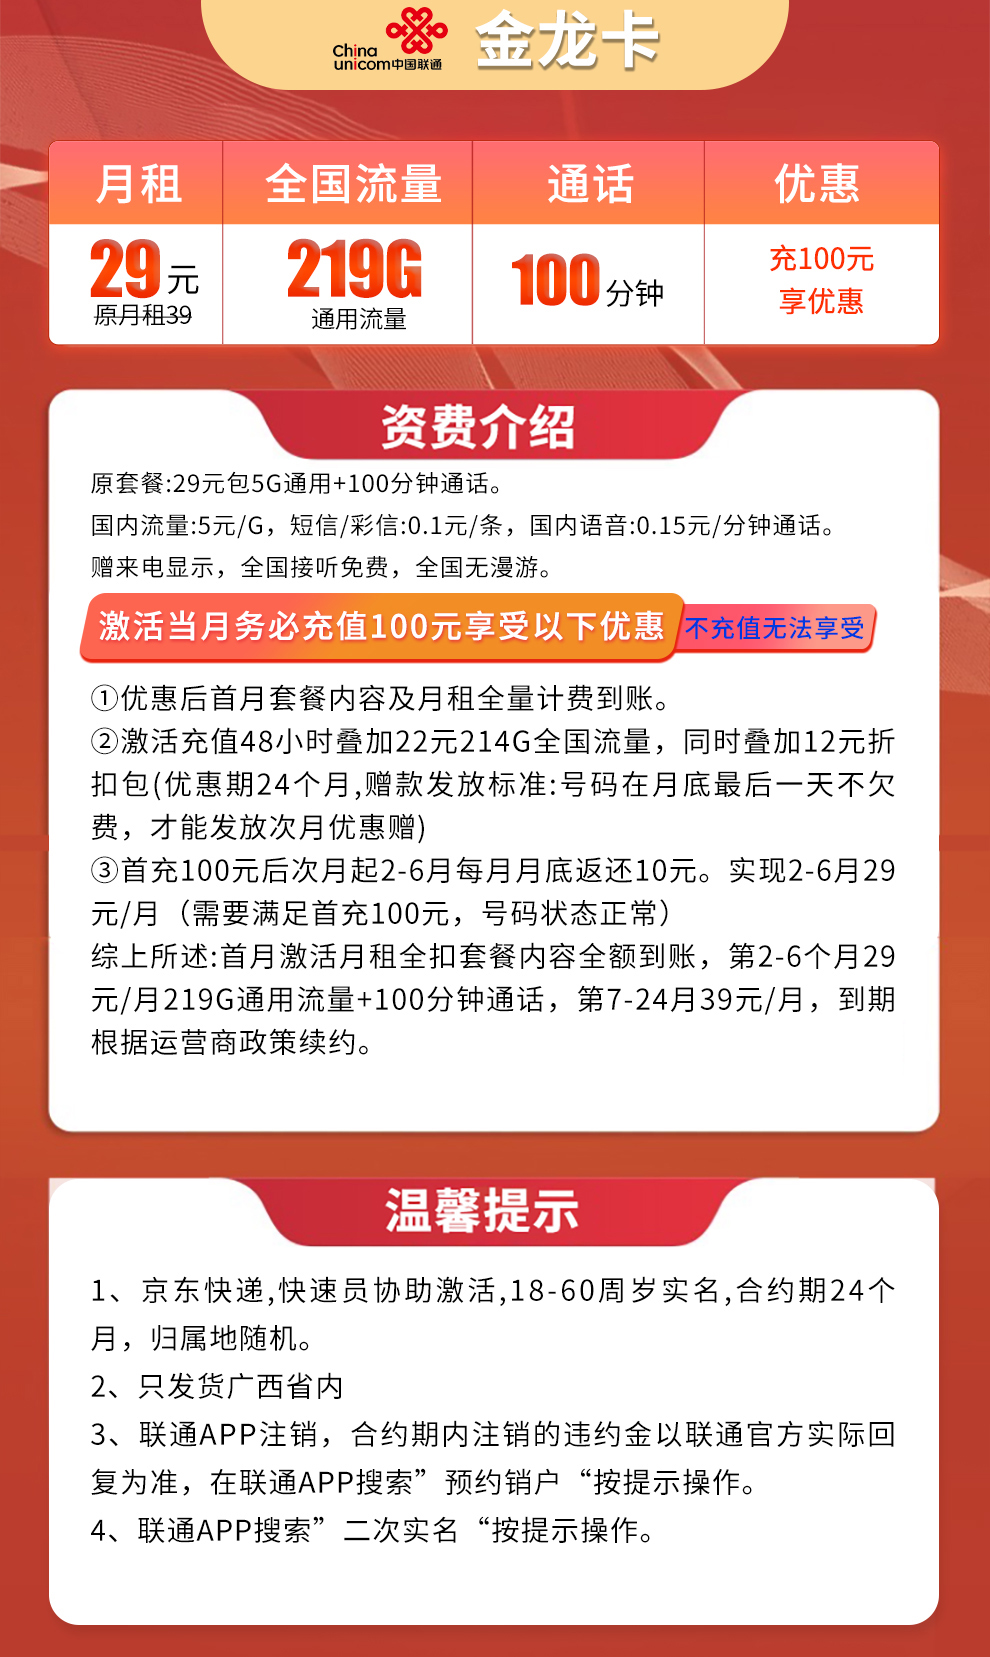 China
unicom中国联通
金龙卡
月租
全国流量
通话
优惠
29元
原月租39
219G
通用流量
100分钟
充100元
享优惠
资费介绍
原套餐:29元包5G通用+100分钟通话。
国内流量:5元/G，短信/彩信:0.1元/条，国内语音:0.15元/分钟通话。
赠来电显示，全国接听免费，全国无漫游。
激活当月务必充值100元享受以下优惠
不充值无法享受
①优惠后首月套餐内容及月租全量计费到账。
②激活充值48小时叠加22元214G全国流量，同时叠加12元折
扣包(优惠期24个月,赠款发放标准:号码在月底最后一天不欠
费，才能发放次月优惠赠)
③首充100元后次月起2-6月每月月底返还10元。实现2-6月29
元/月（需要满足首充100元，号码状态正常）
综上所述:首月激活月租全扣套餐内容全额到账，第2-6个月29
元/月219G通用流量+100分钟通话，第7-24月39元/月，到期
根据运营商政策续约。
温馨提示
1、京东快递,快速员协助激活,18-60周岁实名,合约期24个
月，归属地随机。
2、只发货广西省内
3、联通APP注销，合约期内注销的违约金以联通官方实际回
复为准，在联通APP搜索”预约销户“按提示操作。
4、联通APP搜索”二次实名“按提示操作。